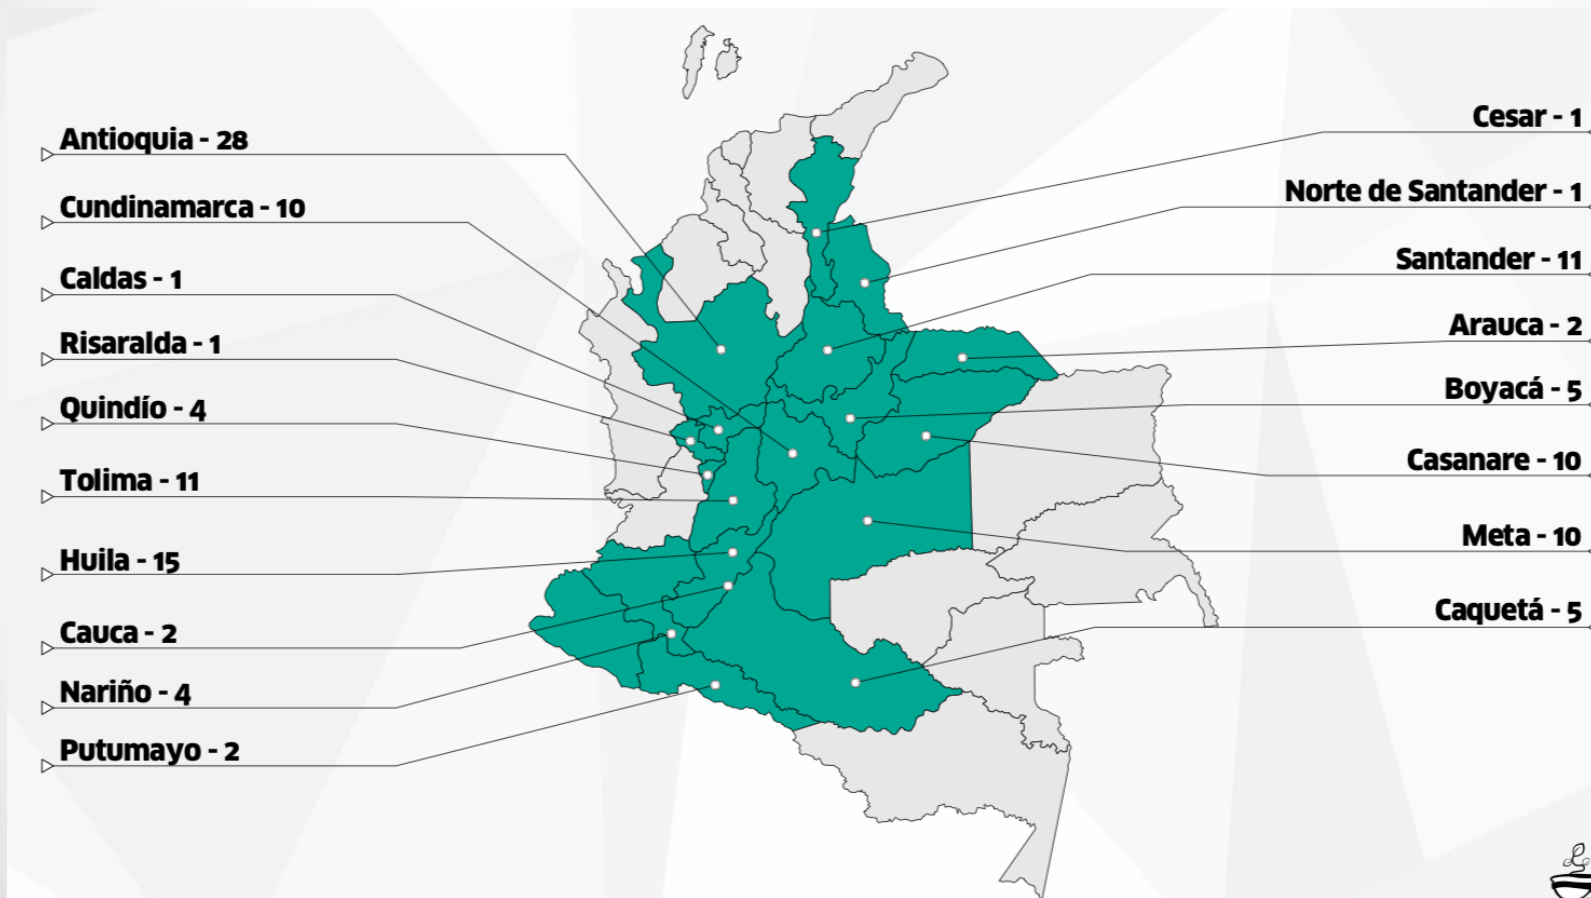 Antioquia - 28
Cundinamarca - 10
Caldas - 1
Risaralda - 1
Quindío - 4
Tolima - 11
Huila - 15
Cauca - 2
Nariño - 4
Putumayo - 2
Cesar - 1
Norte de Santander - 1
Santander - 11
Arauca - 2
Boyacá - 5
Casanare - 10
Meta - 10
Caquetá - 5